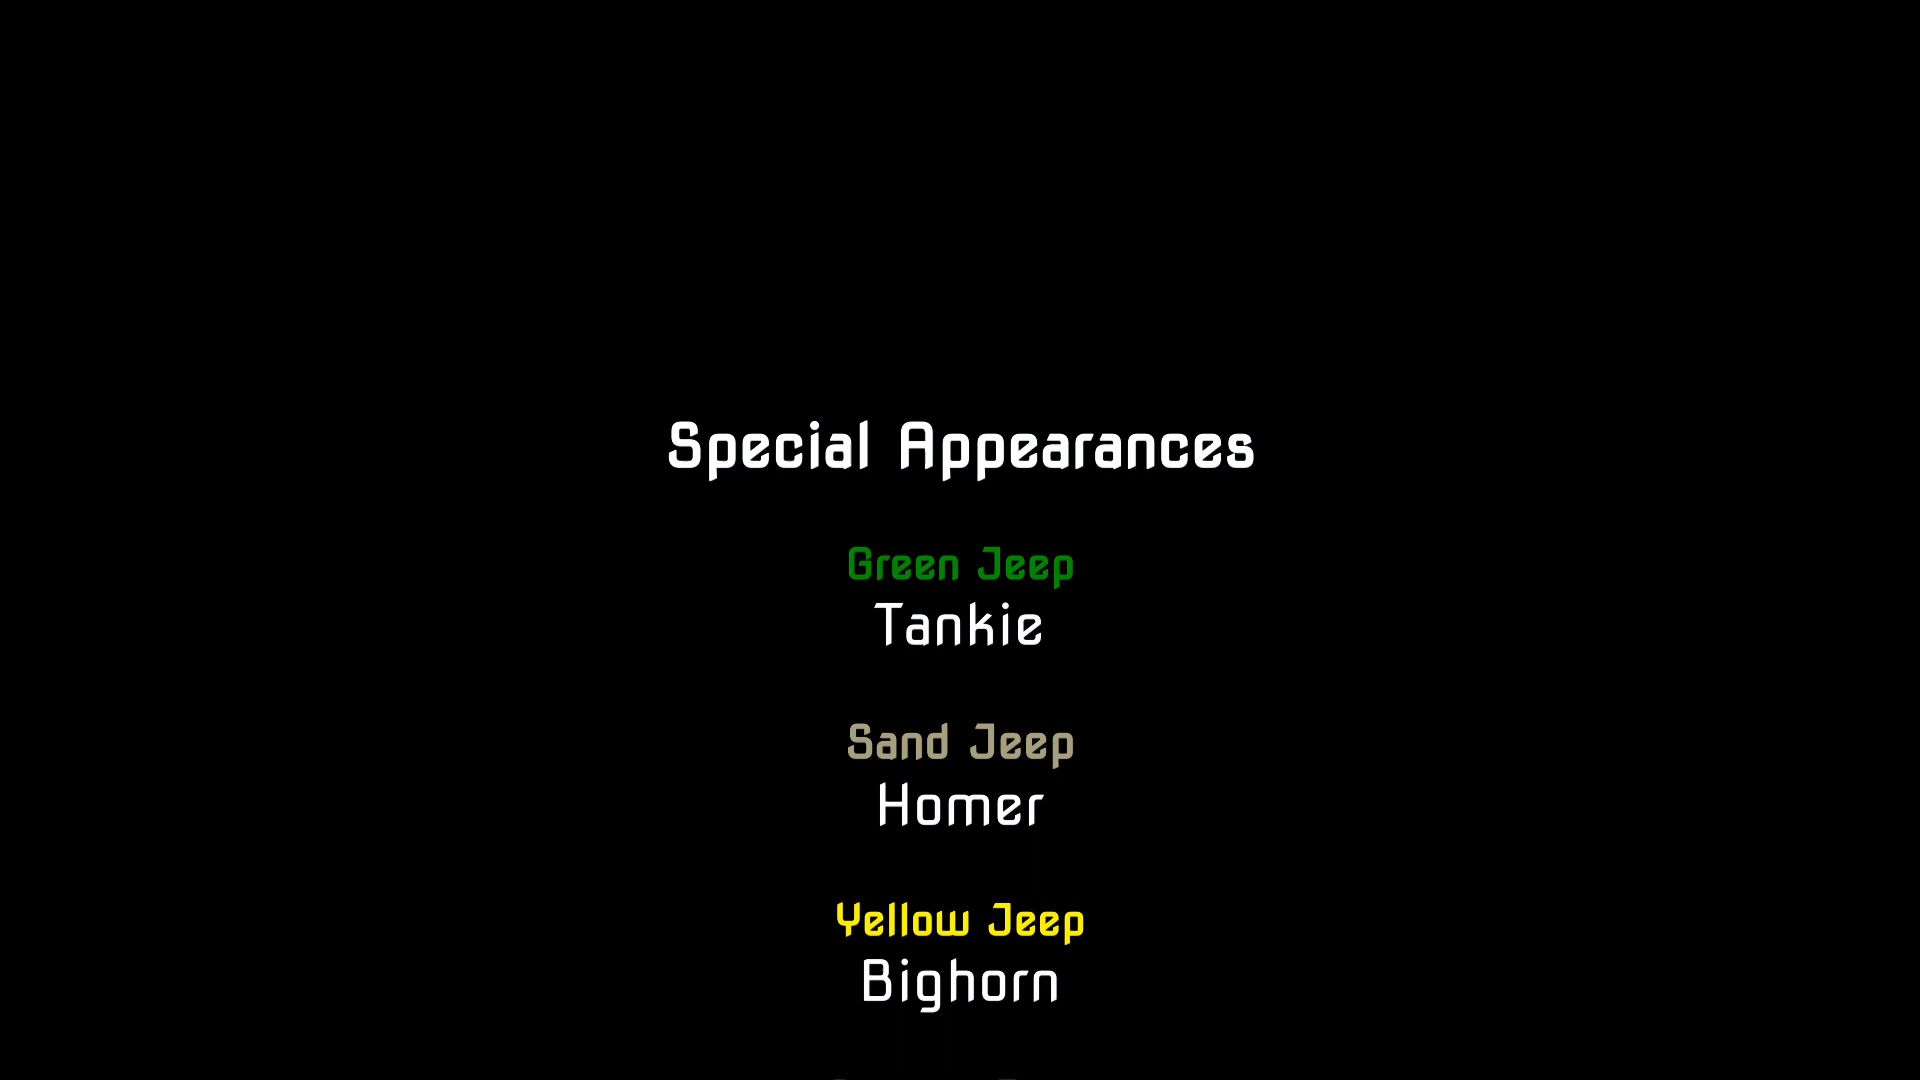 Special Appearances
Green Jeep
Tankie
Sand Jeep
Homer
Yellow Jeep
Bighorn